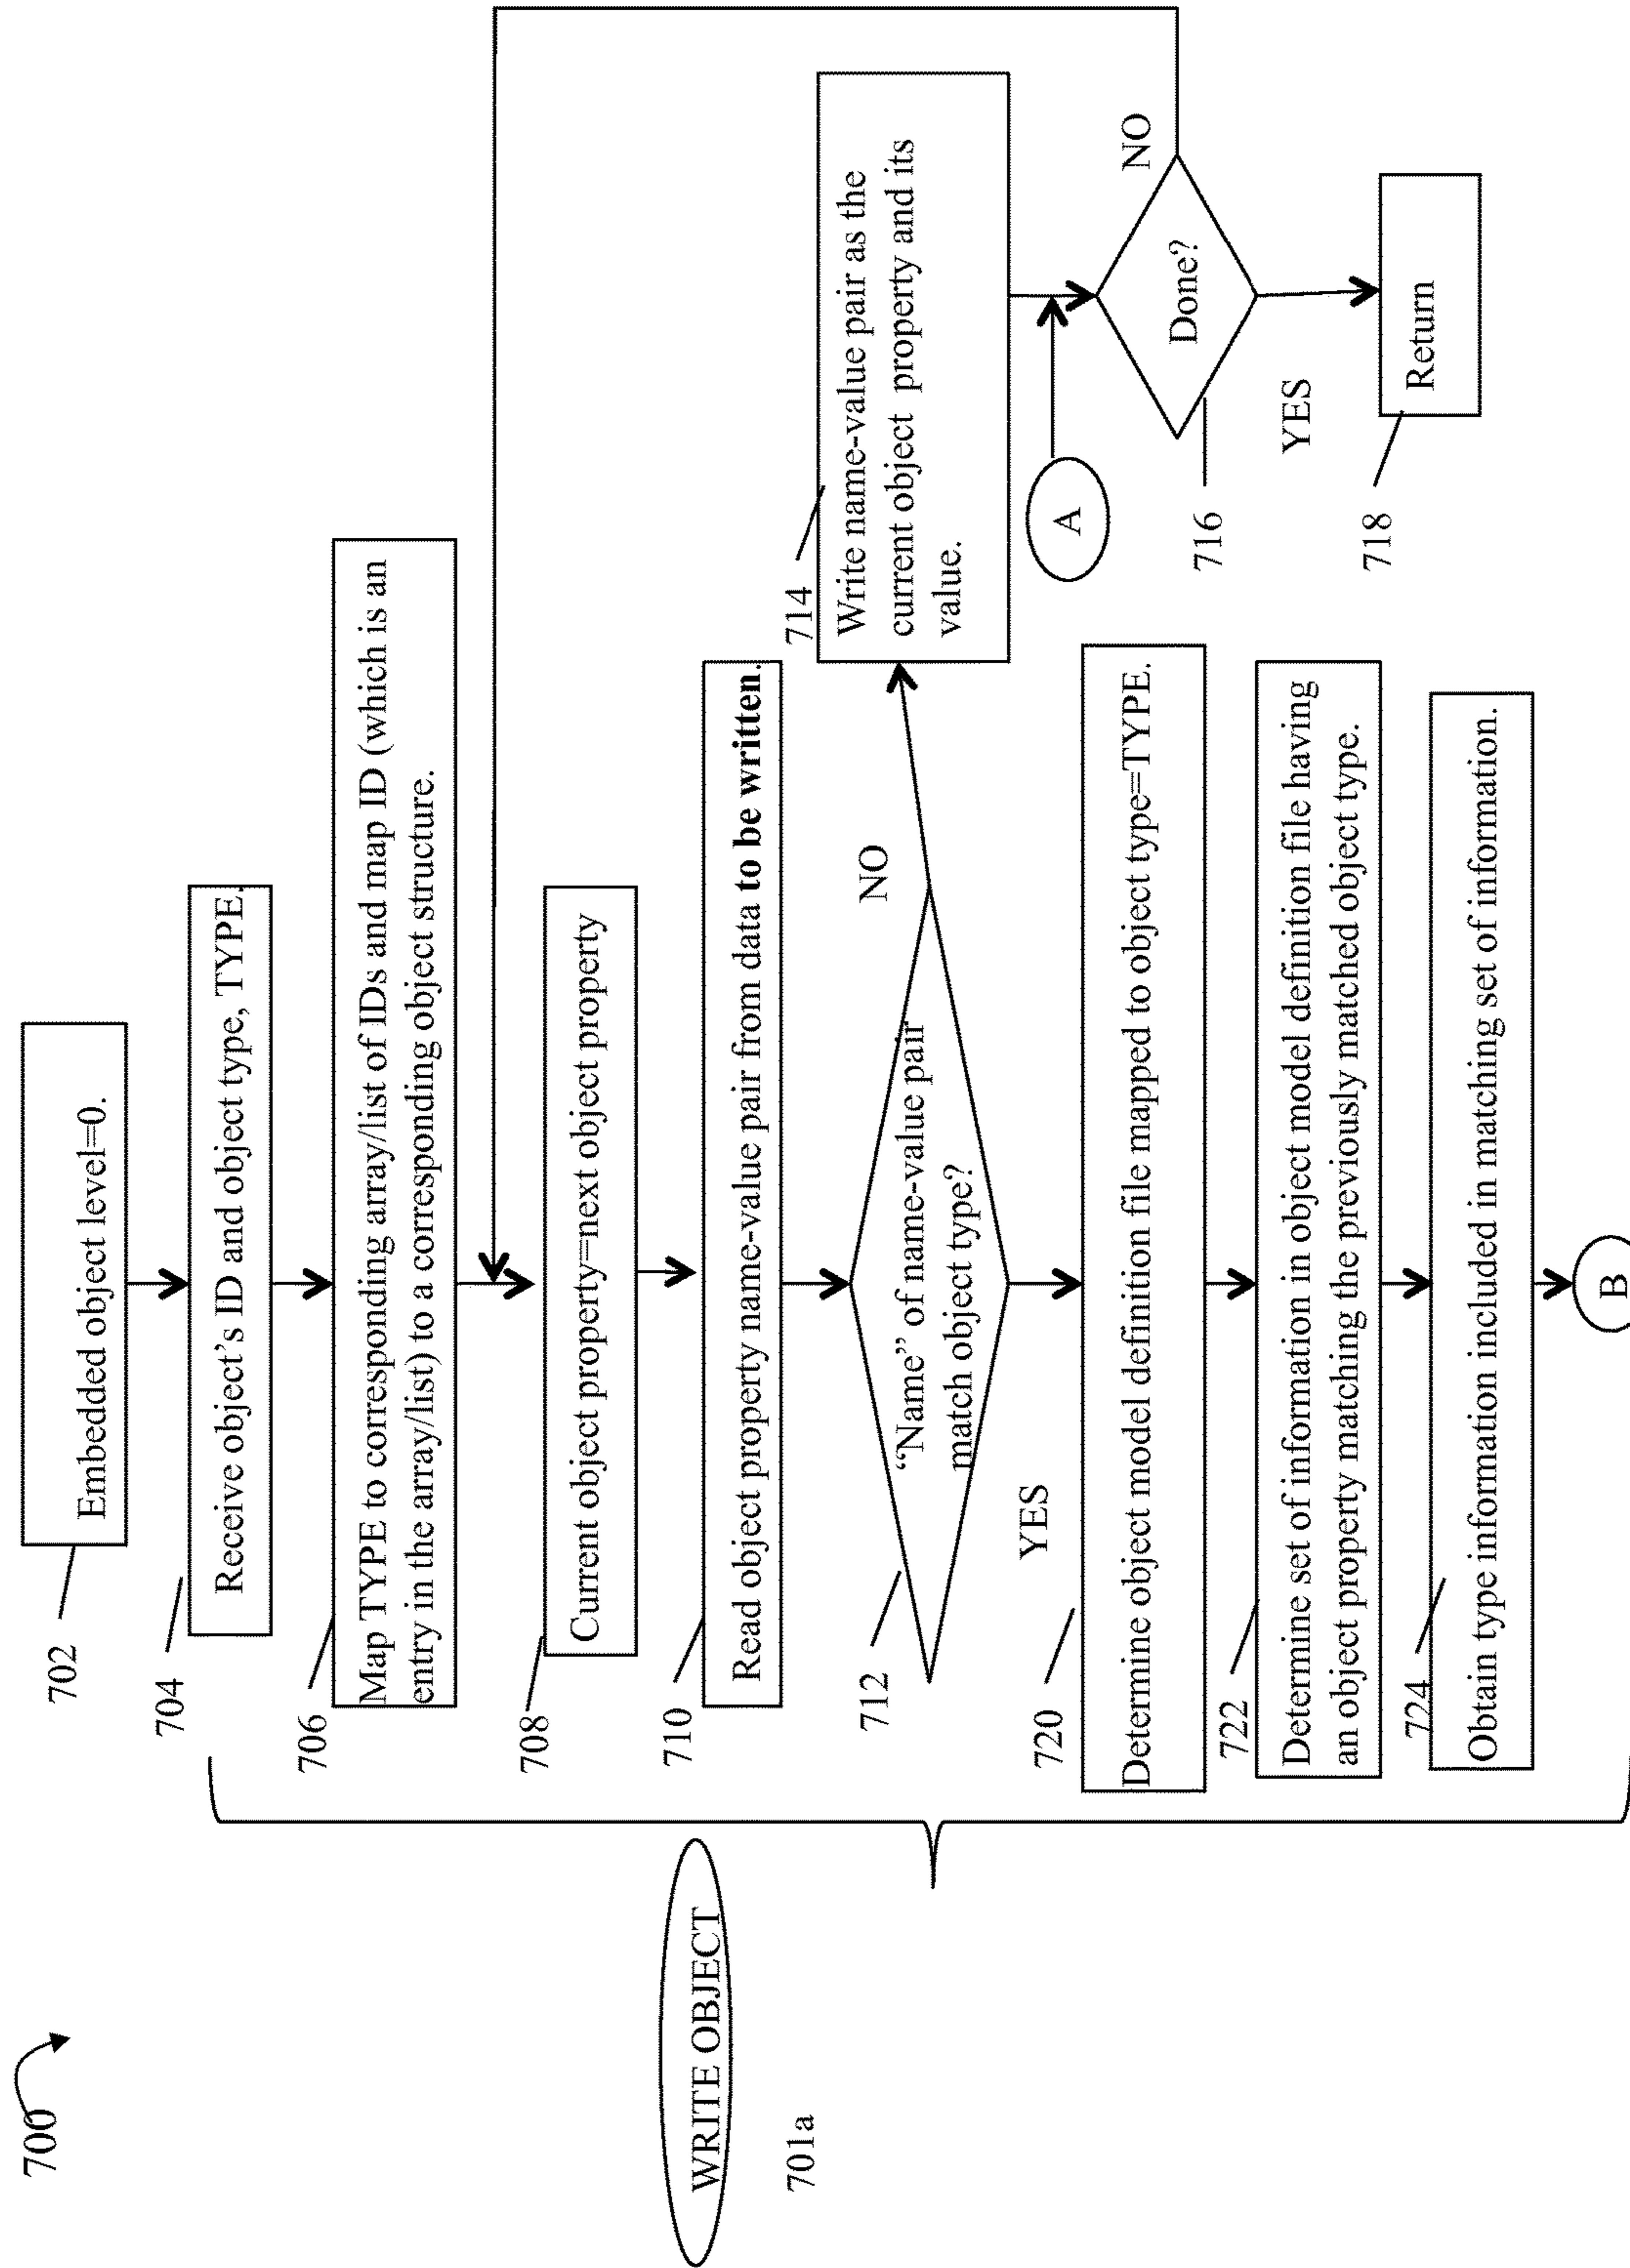 700
702
Embedded object level=0.
704
Receive object's ID and object type, TYPE.
706
Map TYPE to corresponding array/list of IDs and map ID (which is an
entry in the array/list) to a corresponding object structure.
708
Current object property=next object property
WRITE OBJECT
701a
710
Read object property name-value pair from data to be written.
712
“Name” of name-value pair
match object type?
NO
YES
714
Write name-value pair as the
current object property and its
value.
A
716
Done?
NO
YES
718
Return
720
Determine object model definition file mapped to object type=TYPE.
722
Determine set of information in object model definition file having
an object property matching the previously matched object type.
724
Obtain type information included in matching set of information.
B